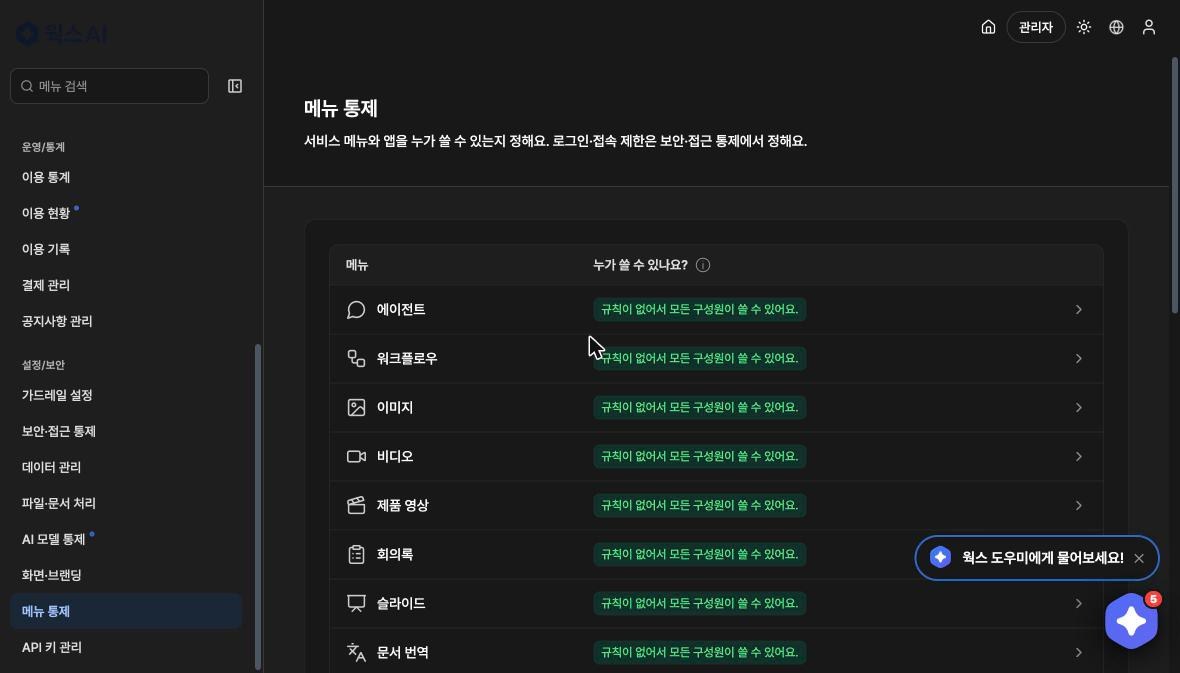 웍스 AI
관리자
메뉴 검색
운영/통계
이용 통계
이용 현황
이용 기록
결제 관리
공지사항 관리
설정/보안
가드레일 설정
보안·접근 통제
데이터 관리
파일·문서 처리
AI 모델 통제
화면·브랜딩
메뉴 통제
API 키 관리
메뉴 통제
서비스 메뉴와 앱을 누가 쓸 수 있는지 정해요. 로그인·접속 제한은 보안·접근 통제에서 정해요.
메뉴 누가 쓸 수 있나요?
에이전트 규칙이 없어서 모든 구성원이 쓸 수 있어요.
워크플로우 규칙이 없어서 모든 구성원이 쓸 수 있어요.
이미지 규칙이 없어서 모든 구성원이 쓸 수 있어요.
비디오 규칙이 없어서 모든 구성원이 쓸 수 있어요.
제품 영상 규칙이 없어서 모든 구성원이 쓸 수 있어요.
회의록 규칙이 없어서 모든 구성원이 쓸 수 있어요.
슬라이드 규칙이 없어서 모든 구성원이 쓸 수 있어요.
문서 번역 규칙이 없어서 모든 구성원이 쓸 수 있어요.
웍스 도우미에게 물어보세요!
5